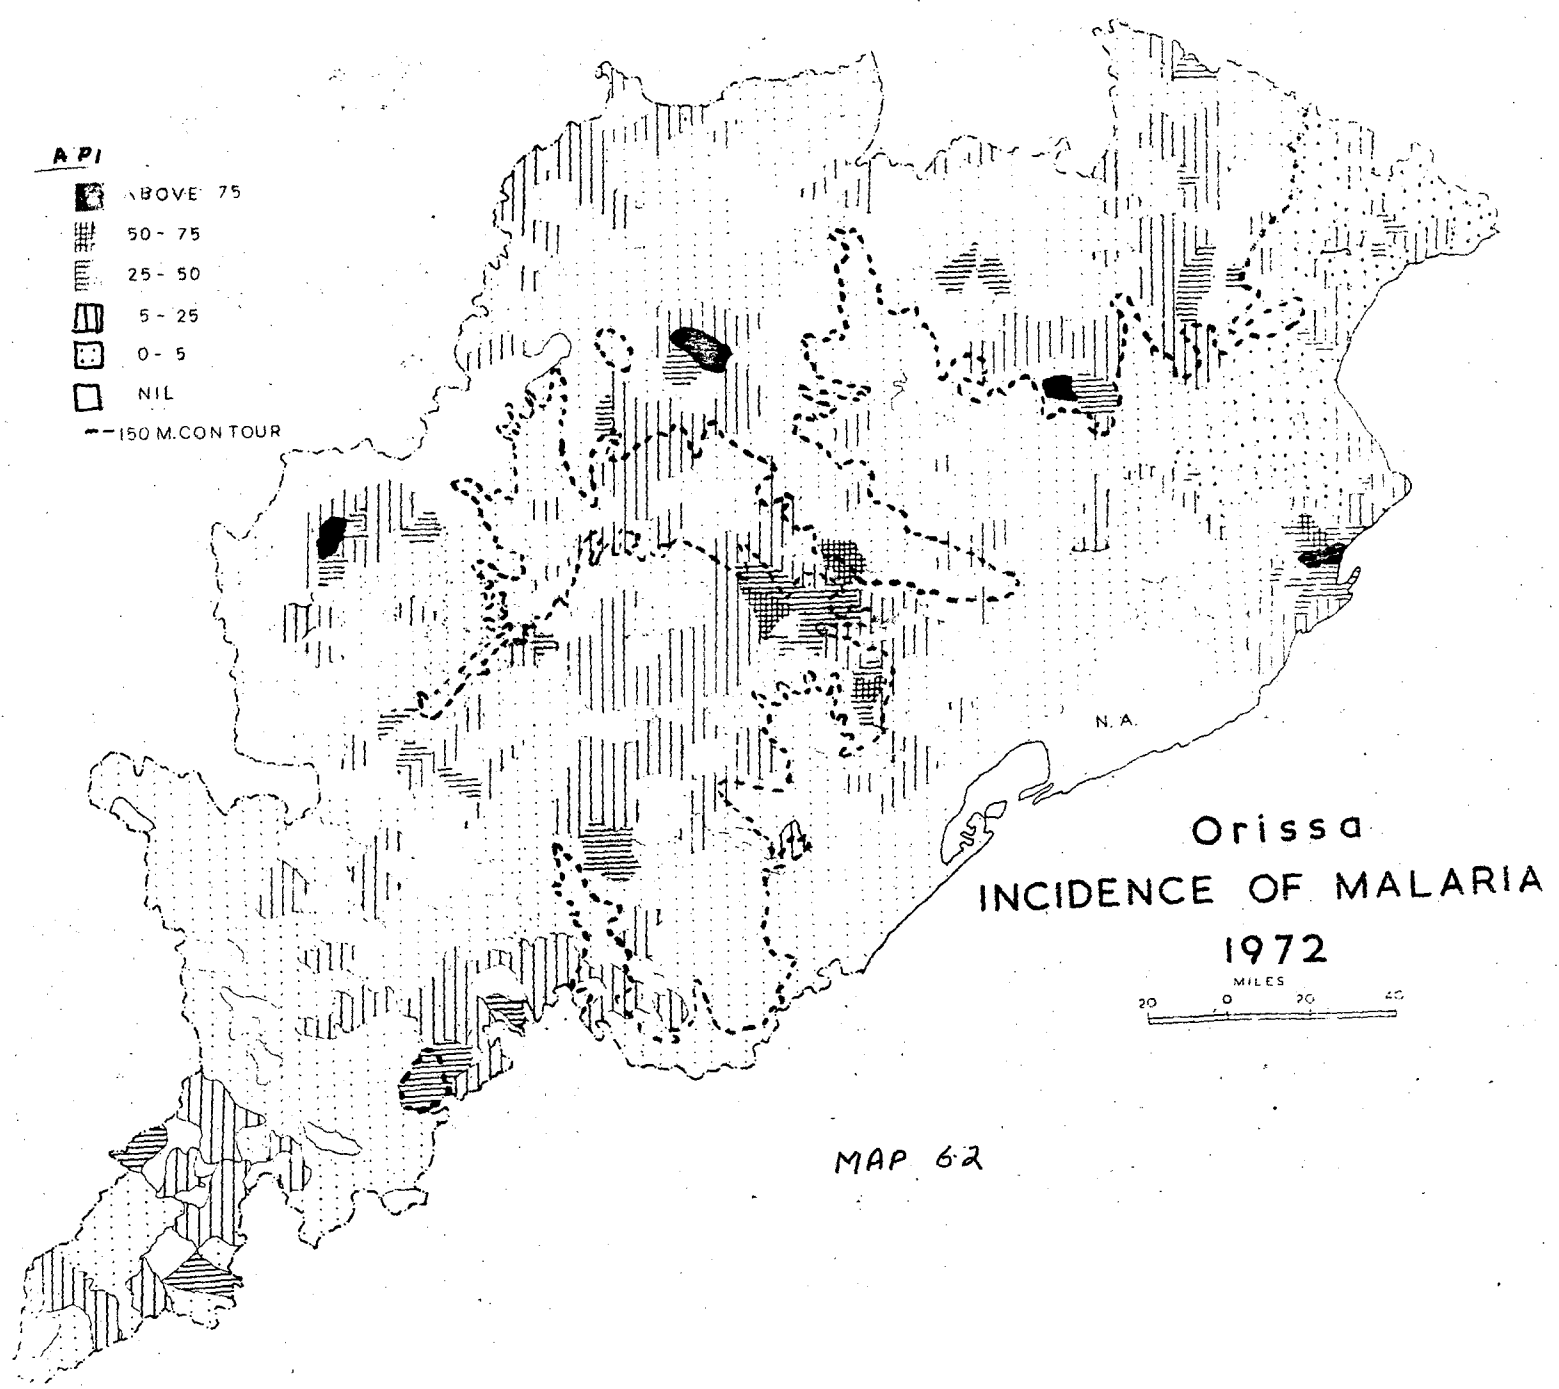 API
ABOVE 75
50 - 75
25 - 50
5 - 25
0 - 5
NIL
150 M. CONTOUR
N. A.
Orissa
INCIDENCE OF MALARIA
1972
MILES
20 0 20 40
MAP 6.2